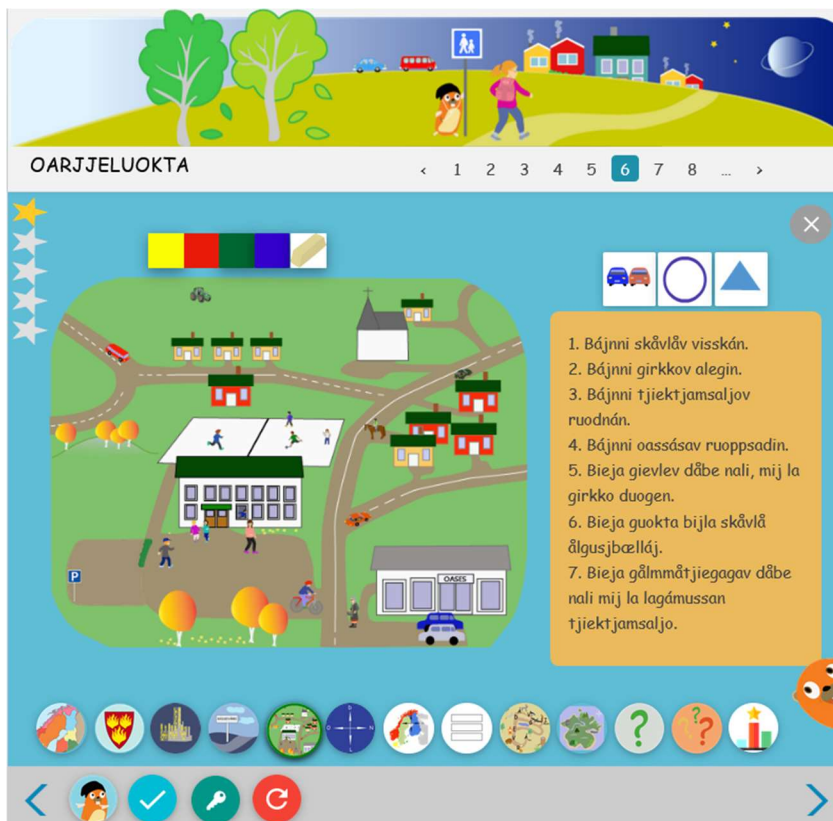 OARJJELUOKTA
‹ 1 2 3 4 5 6 7 8 ... ›
1. Bájnni skåvlåv visskán.
2. Bájnni girkkov alegin.
3. Bájnni tjiektjamsaljov
ruodnán.
4. Bájnni oassásav ruoppsadin.
5. Bieja gievlev dåbe nali, mij la
girkko duogen.
6. Bieja guokta bijla skåvlå
ålgusjbælláj.
7. Bieja gålmmåtjiegagav dåbe
nali mij la lagámussan
tjiektjamsaljo.
P
OASES